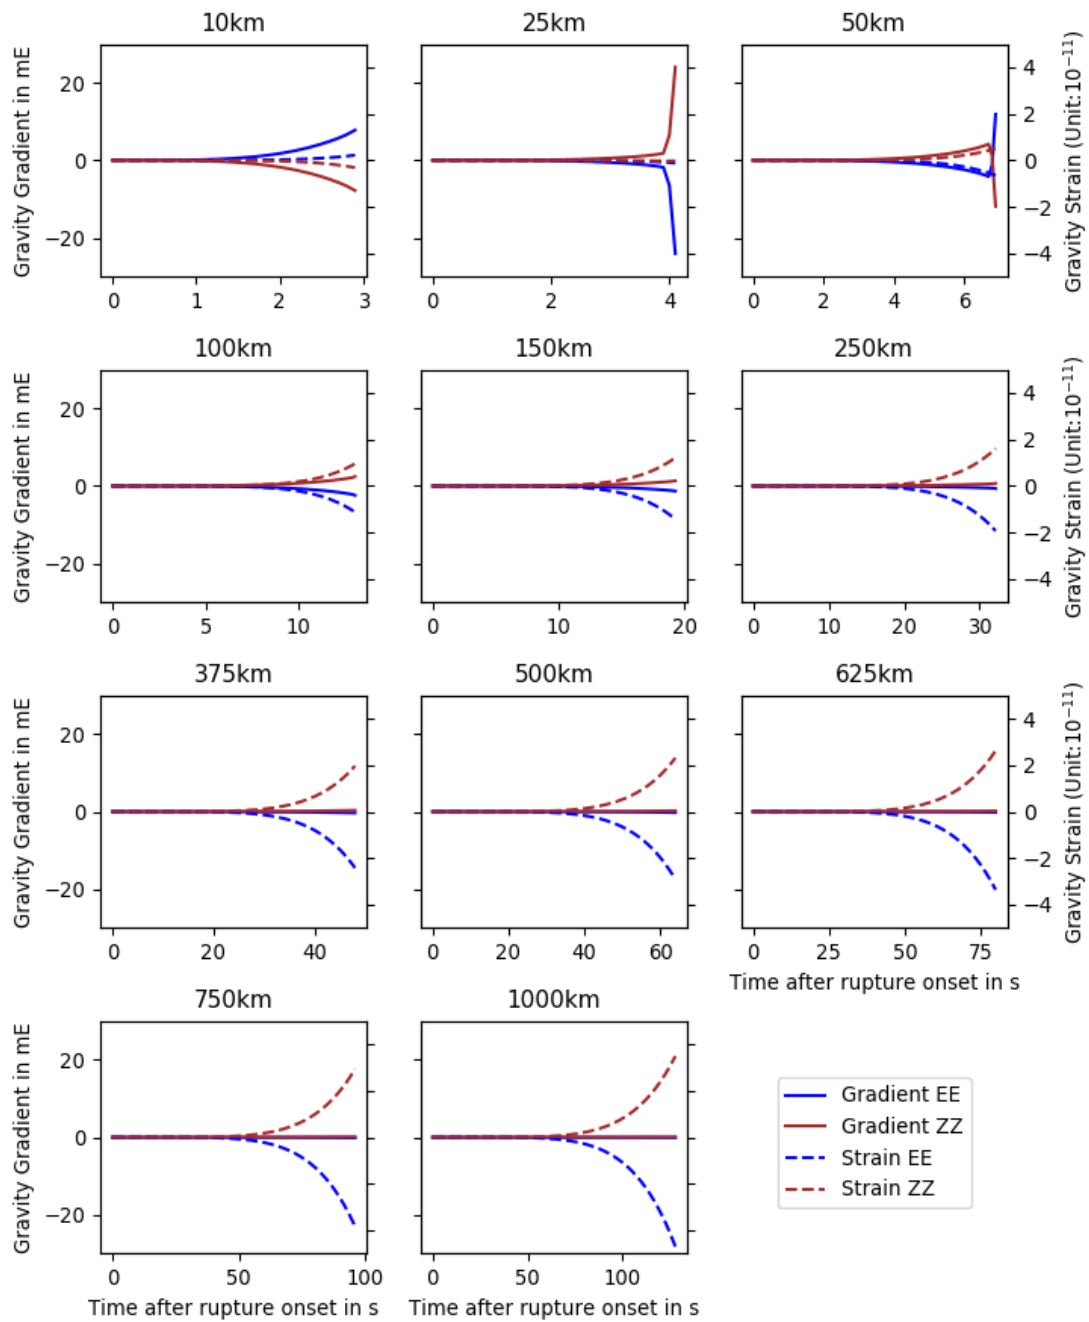 10km
25km
50km
Gravity Gradient in mE
20
0
−20
0 1 2 3
0 2 4
0 2 4 6
4
2
0
−2
−4
Gravity Strain (Unit:10⁻¹¹)
100km
150km
250km
Gravity Gradient in mE
20
0
−20
0 5 10
0 10 20
0 10 20 30
4
2
0
−2
−4
Gravity Strain (Unit:10⁻¹¹)
375km
500km
625km
Gravity Gradient in mE
20
0
−20
0 20 40
0 20 40 60
0 25 50 75
4
2
0
−2
−4
Gravity Strain (Unit:10⁻¹¹)
Time after rupture onset in s
750km
1000km
Gravity Gradient in mE
20
0
−20
0 50 100
0 50 100
Time after rupture onset in s
Time after rupture onset in s
Gradient EE
Gradient ZZ
Strain EE
Strain ZZ